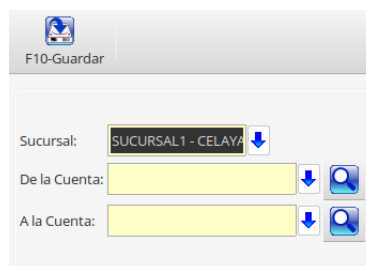 F10-Guardar
Sucursal: SUCURSAL1 - CELAYA
De la Cuenta:
A la Cuenta: